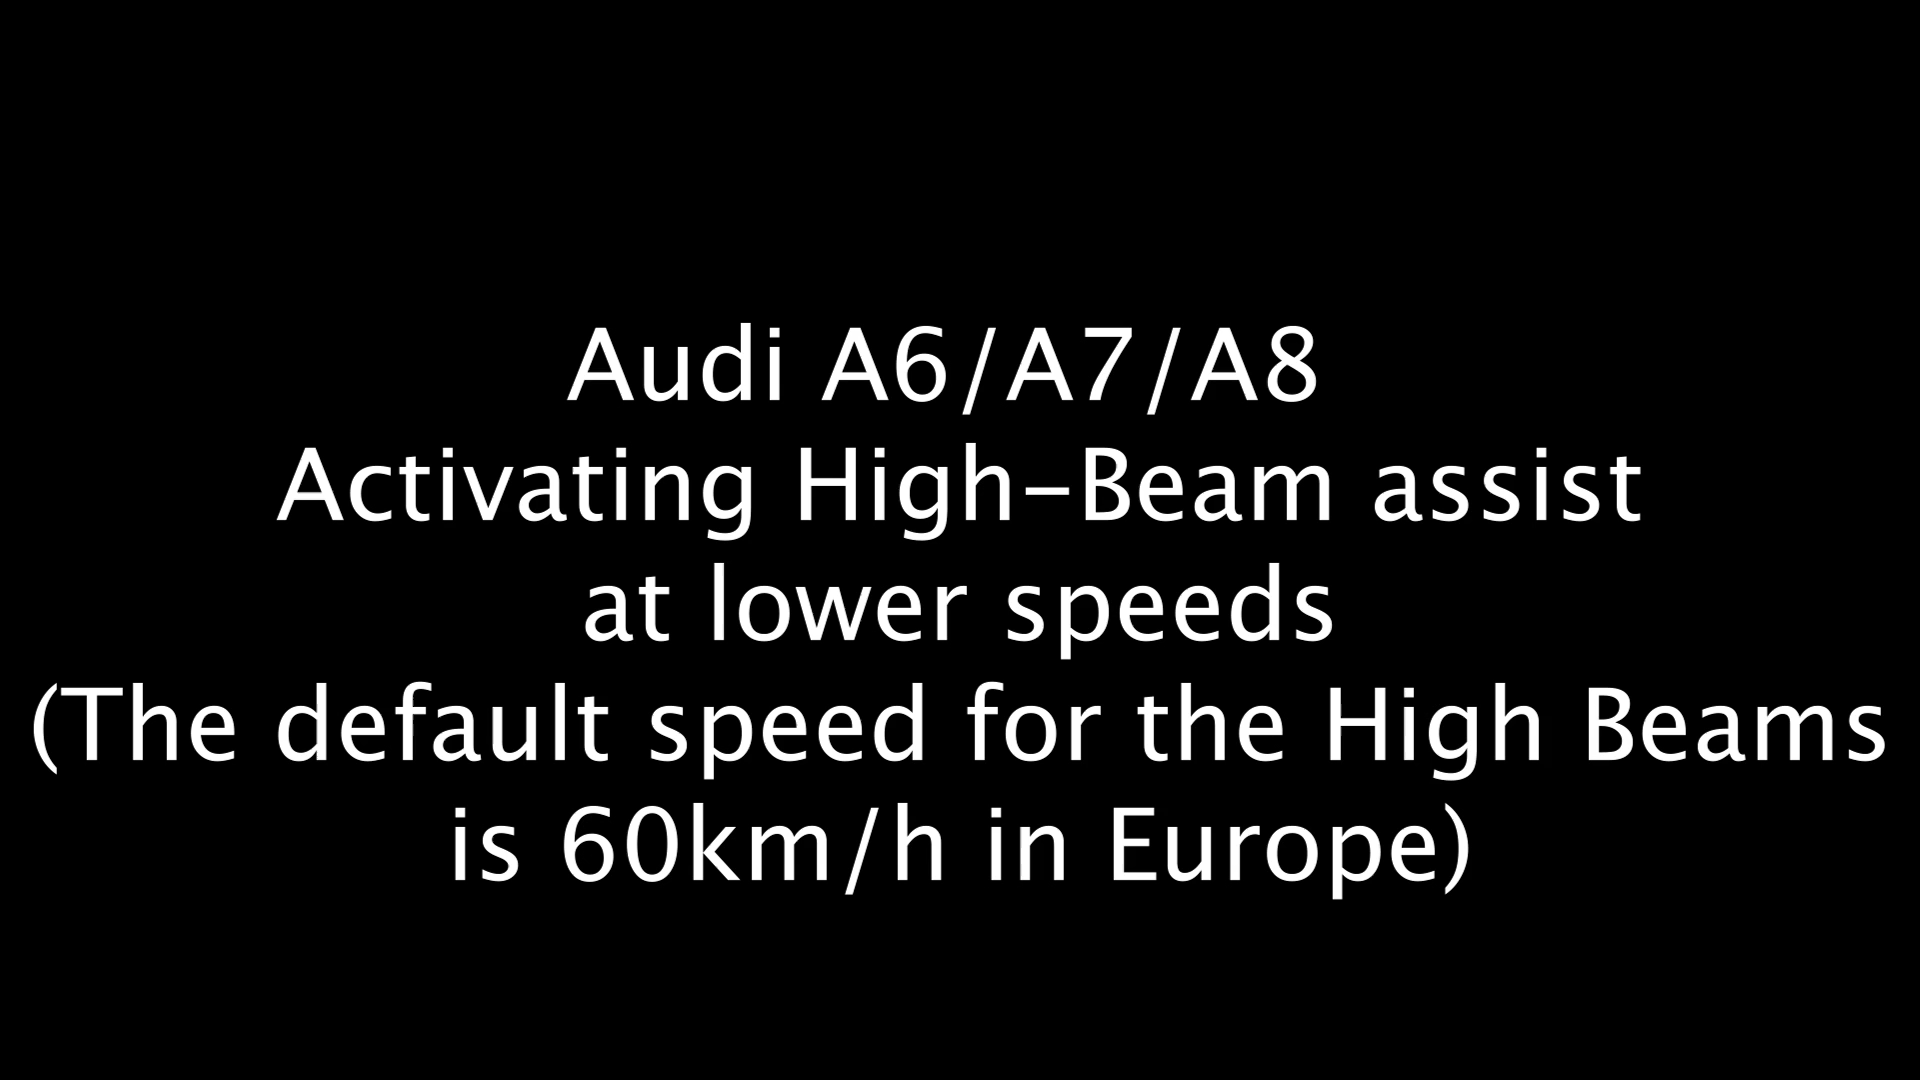 Audi A6/A7/A8
Activating High-Beam assist
at lower speeds
(The default speed for the High Beams
is 60km/h in Europe)